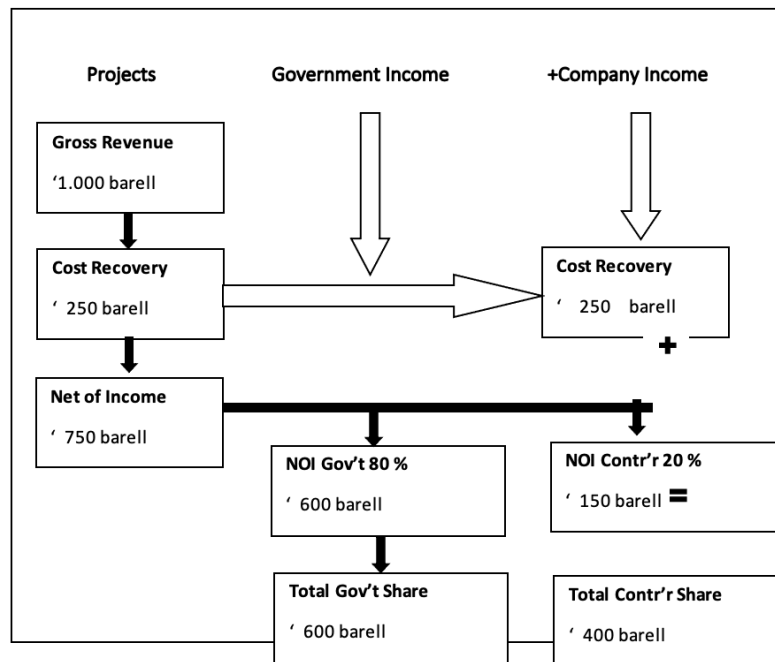 Projects
Government Income
+Company Income
Gross Revenue
‘1.000 barell
Cost Recovery
‘ 250 barell
Cost Recovery
‘ 250 barell
+
Net of Income
‘ 750 barell
NOI Gov’t 80 %
‘ 600 barell
NOI Contr’r 20 %
‘ 150 barell =
Total Gov’t Share
‘ 600 barell
Total Contr’r Share
‘ 400 barell